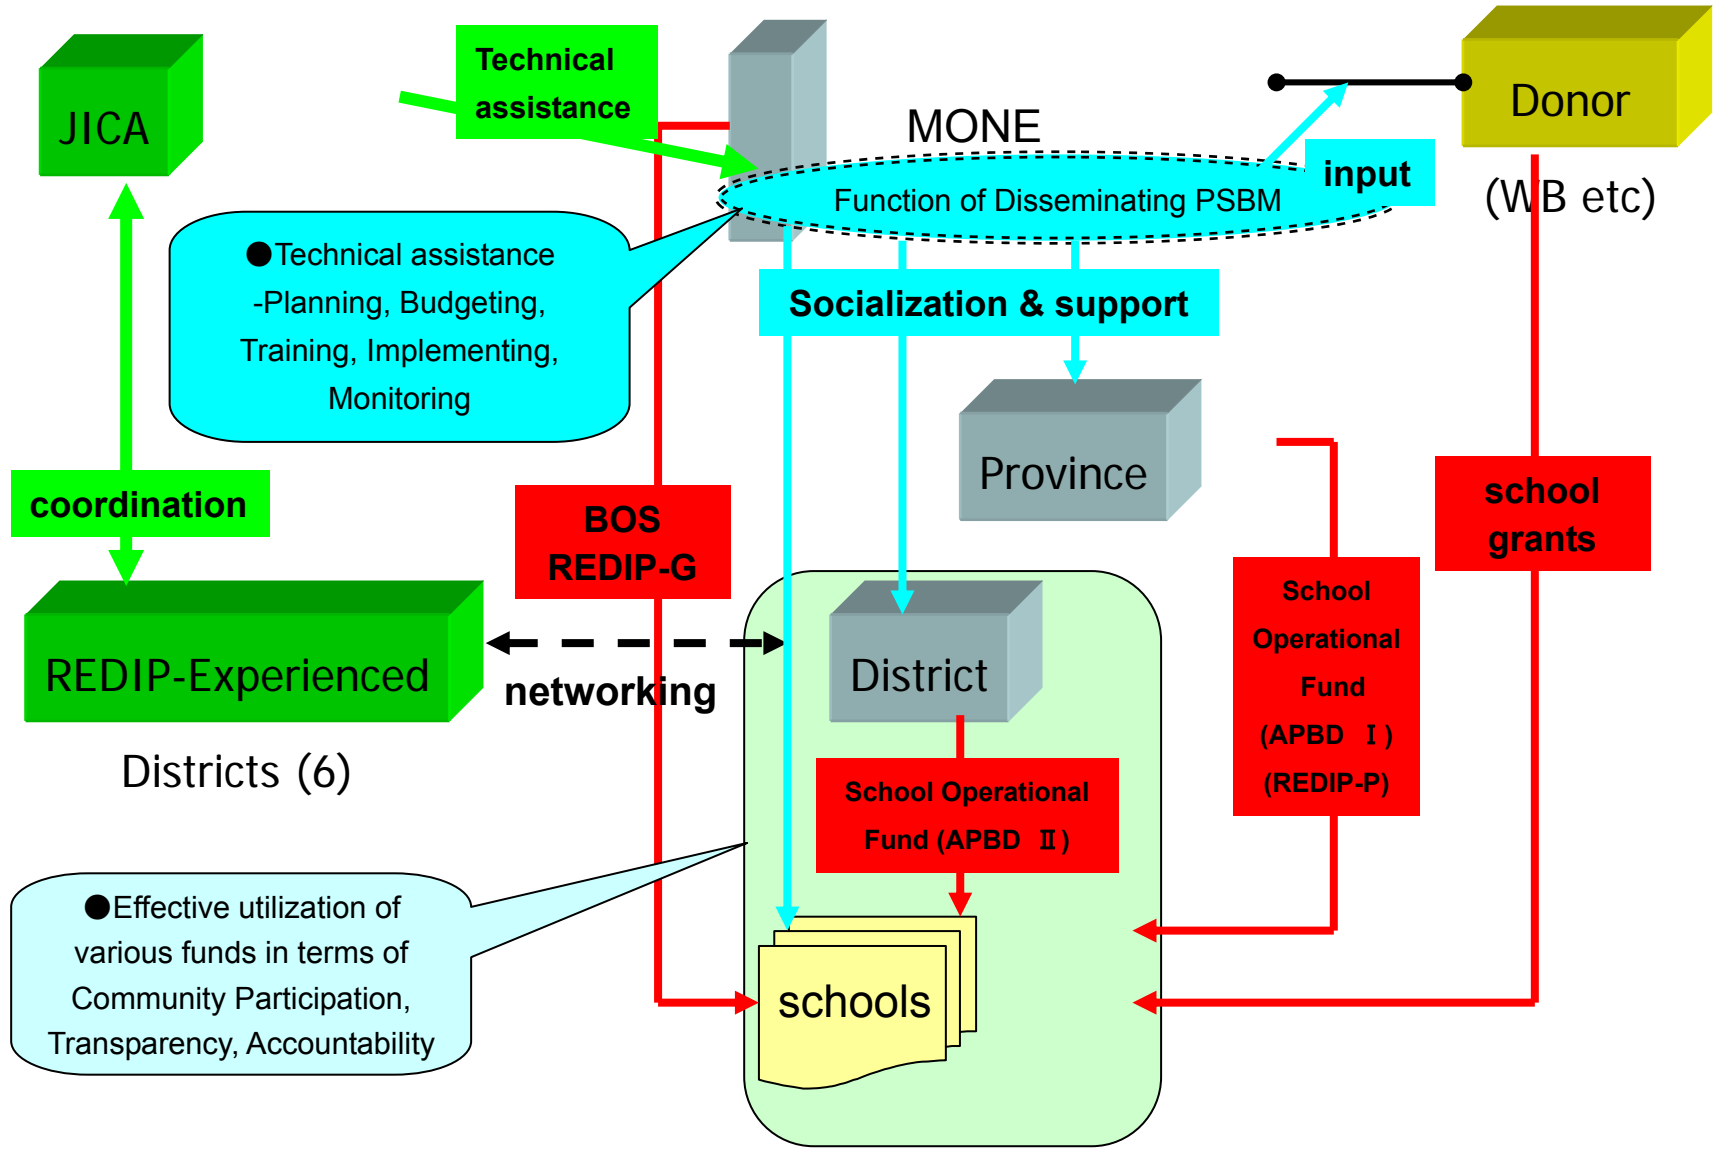 JICA
Technical
assistance
MONE
Donor
(WB etc)
input
Function of Disseminating PSBM
●Technical assistance
-Planning, Budgeting,
Training, Implementing,
Monitoring
Socialization & support
Province
coordination
BOS
REDIP-G
school
grants
School
Operational
Fund
(APBD Ⅰ)
(REDIP-P)
REDIP-Experienced
Districts (6)
networking
District
School Operational
Fund (APBD Ⅱ)
●Effective utilization of
various funds in terms of
Community Participation,
Transparency, Accountability
schools